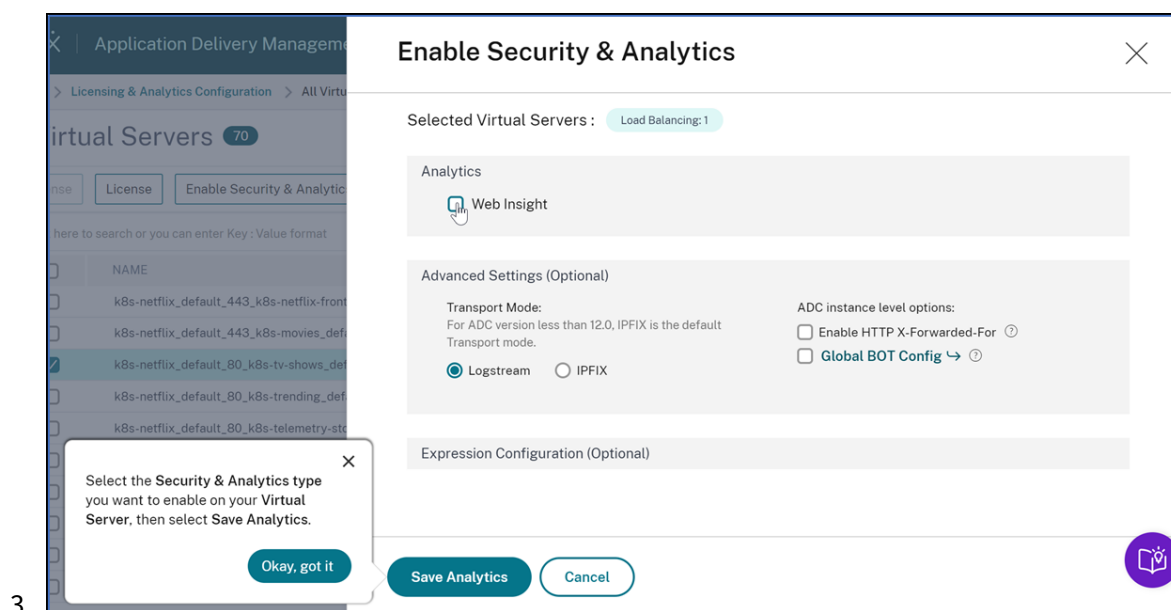 Application Delivery Manageme
Enable Security & Analytics
> Licensing & Analytics Configuration > All Virtu
Selected Virtual Servers : Load Balancing: 1
irtual Servers 70
Analytics
nse License Enable Security & Analytic
Web Insight
here to search or you can enter Key : Value format
NAME
Advanced Settings (Optional)
k8s-netflix_default_443_k8s-netflix-front
k8s-netflix_default_443_k8s-movies_defa
k8s-netflix_default_80_k8s-tv-shows_def
k8s-netflix_default_80_k8s-trending_def
k8s-netflix_default_80_k8s-telemetry-sto
Transport Mode:
For ADC version less than 12.0, IPFIX is the default
Transport mode.
Logstream IPFIX
ADC instance level options:
Enable HTTP X-Forwarded-For ?
Global BOT Config ↪ ?
Expression Configuration (Optional)
Select the Security & Analytics type
you want to enable on your Virtual
Server, then select Save Analytics.
Okay, got it
Save Analytics Cancel
3